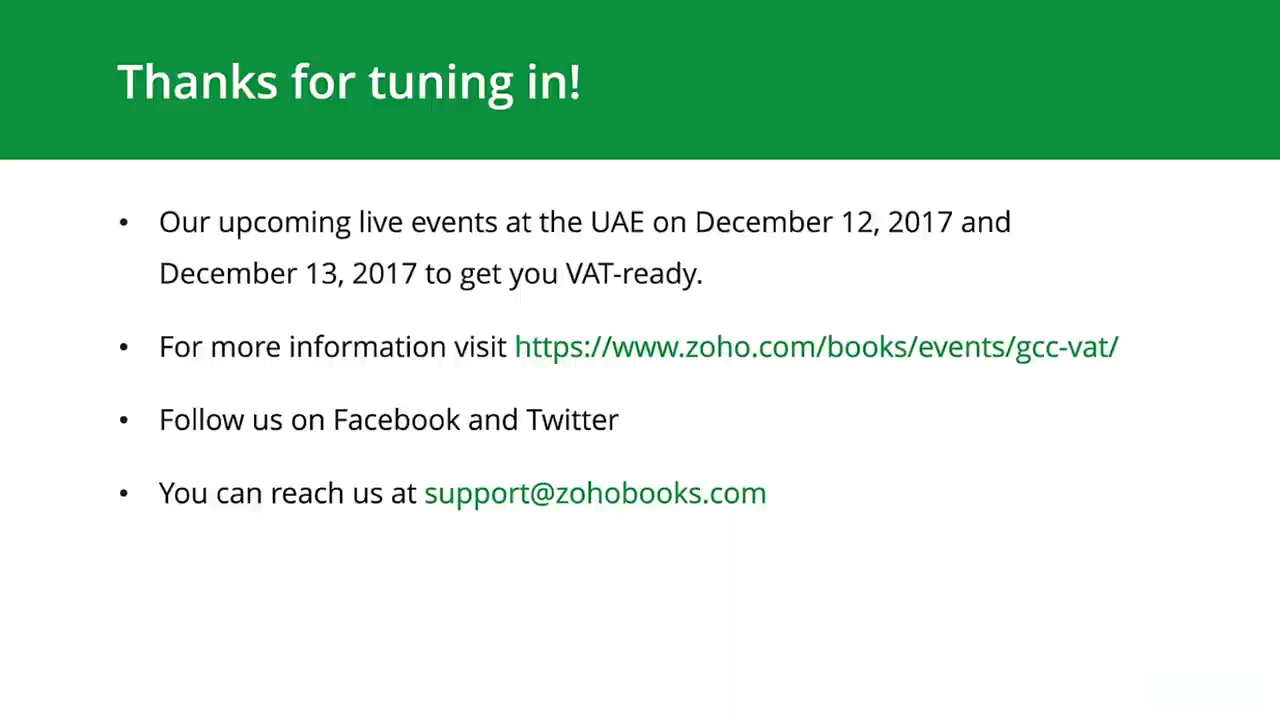 Thanks for tuning in!
• Our upcoming live events at the UAE on December 12, 2017 and
December 13, 2017 to get you VAT-ready.
• For more information visit https://www.zoho.com/books/events/gcc-vat/
• Follow us on Facebook and Twitter
• You can reach us at support@zohobooks.com